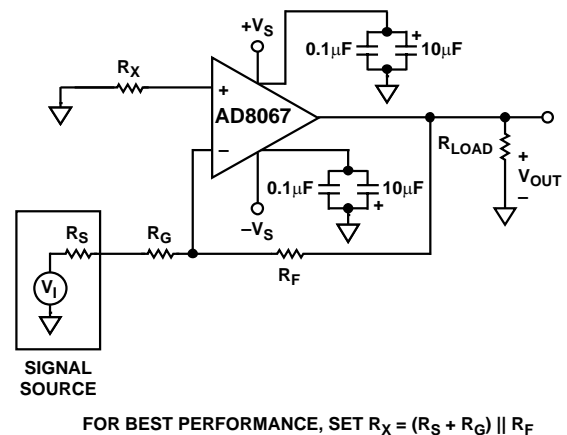 +VS
0.1µF
+
10µF
RX
+
AD8067
−
RLOAD
+
VOUT
−
0.1µF
10µF
+
−VS
RS
RG
RF
VI
SIGNAL
SOURCE
FOR BEST PERFORMANCE, SET RX = (RS + RG) || RF